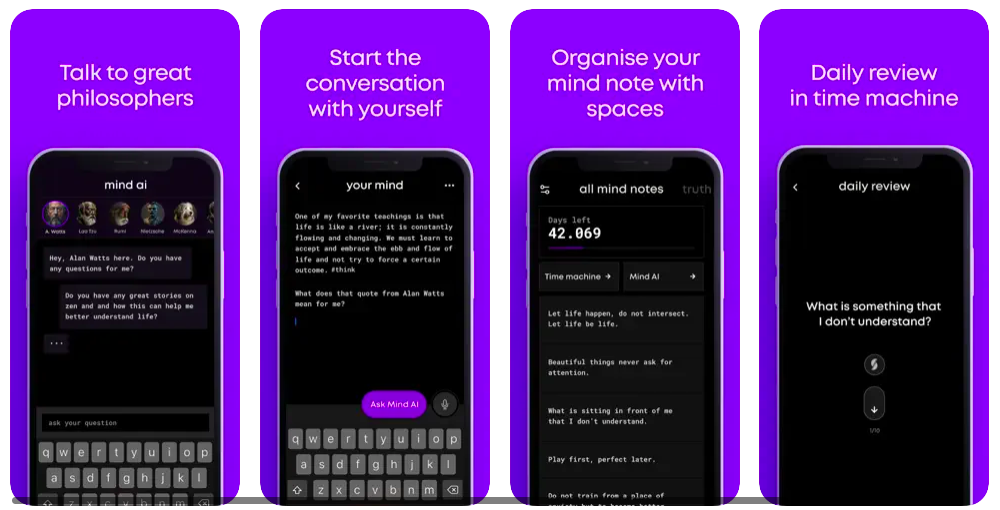 Talk to great
philosophers
mind ai
A. Watts
Lao Tzu
Rumi
Nietzsche
McKenna
Hey, Alan Watts here. Do you have
any questions for me?
Do you have any great stories on
zen and and how this can help me
better understand life?
...
ask your question
q w e r t y u i o p
a s d f g h j k l
z x c v b n m
Start the
conversation
with yourself
your mind
One of my favorite teachings is that
life is like a river; it is constantly
flowing and changing. We must learn to
accept and embrace the ebb and flow of
life and not try to force a certain
outcome. #think
What does that quote from Alan Watts
mean for me?
Ask Mind AI
q w e r t y u i o p
a s d f g h j k l
z x c v b n m
Organise your
mind note with
spaces
all mind notes
truth
Days left
42.069
Time machine →
Mind AI →
Let life happen, do not intersect.
Let life be life.
Beautiful things never ask for
attention.
What is sitting in front of me
that I don't understand.
Play first, perfect later.
Do not train from a place of
Daily review
in time machine
daily review
What is something that
I don't understand?
1/10